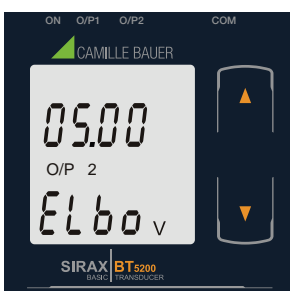 ON O/P1 O/P2 COM
CAMILLE BAUER
05.00
O/P 2
ELbo V
SIRAX BT5200
BASIC TRANSDUCER